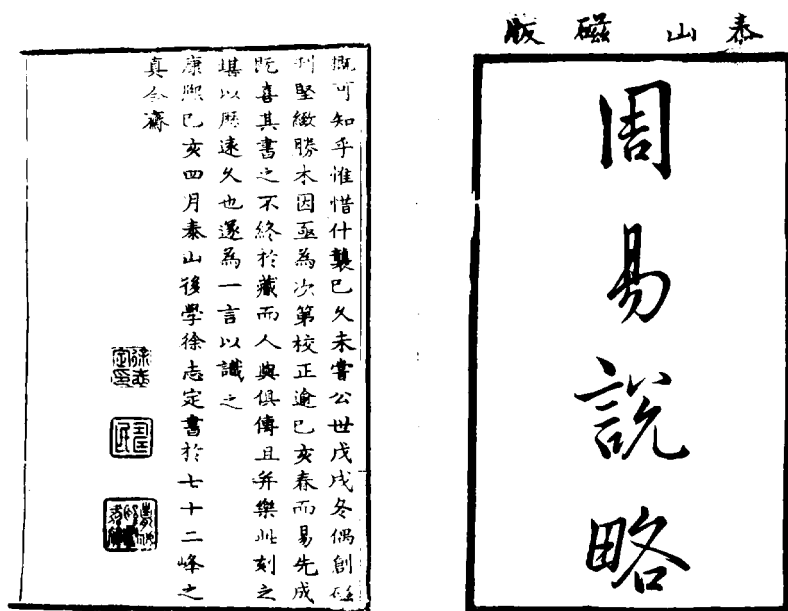 泰山磁版
周易說略
概可知乎惟惜什襲已久未嘗公世戊戌冬偶創磁
刊堅緻勝木因亟為次第校正逾己亥春而易先成
既喜其書之不終於藏而人與俱傳且并樂此刻之
堪以歷遠久也遂為一言以識之
康熙己亥四月泰山後學徐志定書於七十二峰之
真合齋